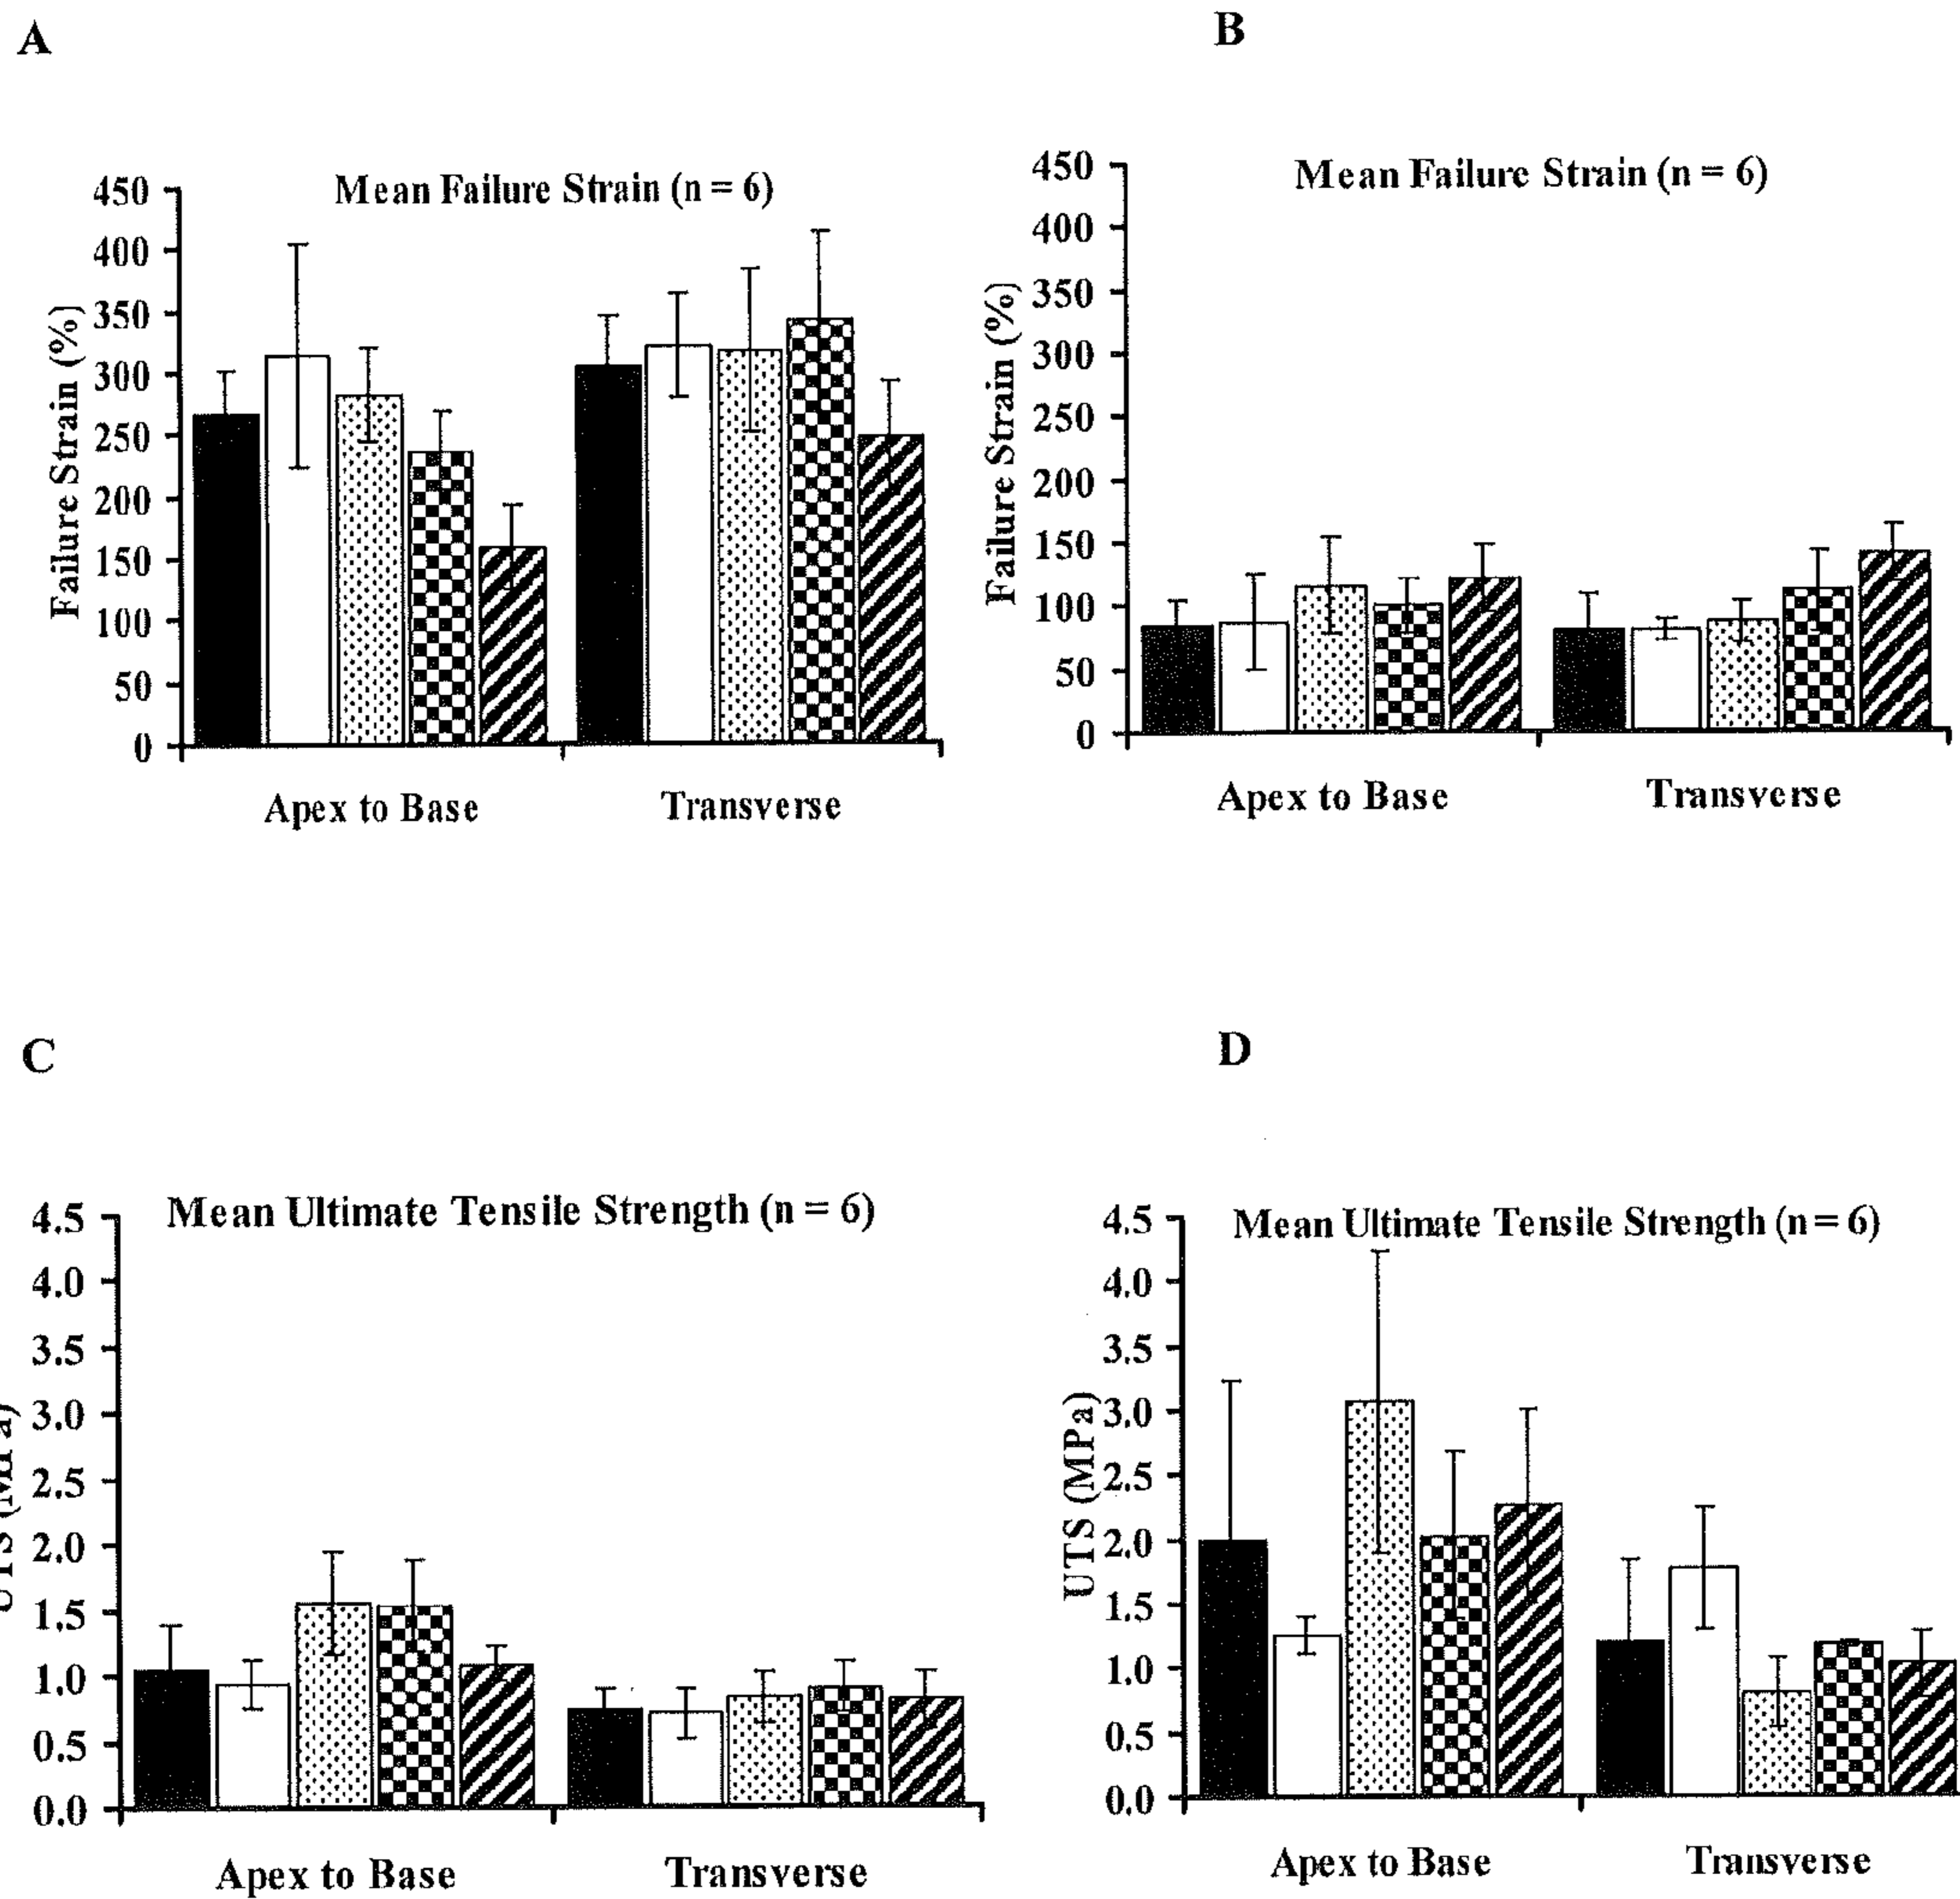 A
Mean Failure Strain (n = 6)
Failure Strain (%)
450
400
350
300
250
200
150
100
50
0
Apex to Base
Transverse
B
Mean Failure Strain (n = 6)
Failure Strain (%)
450
400
350
300
250
200
150
100
50
0
Apex to Base
Transverse
C
Mean Ultimate Tensile Strength (n = 6)
UTS (MPa)
4.5
4.0
3.5
3.0
2.5
2.0
1.5
1.0
0.5
0.0
Apex to Base
Transverse
D
Mean Ultimate Tensile Strength (n = 6)
UTS (MPa)
4.5
4.0
3.5
3.0
2.5
2.0
1.5
1.0
0.5
0.0
Apex to Base
Transverse